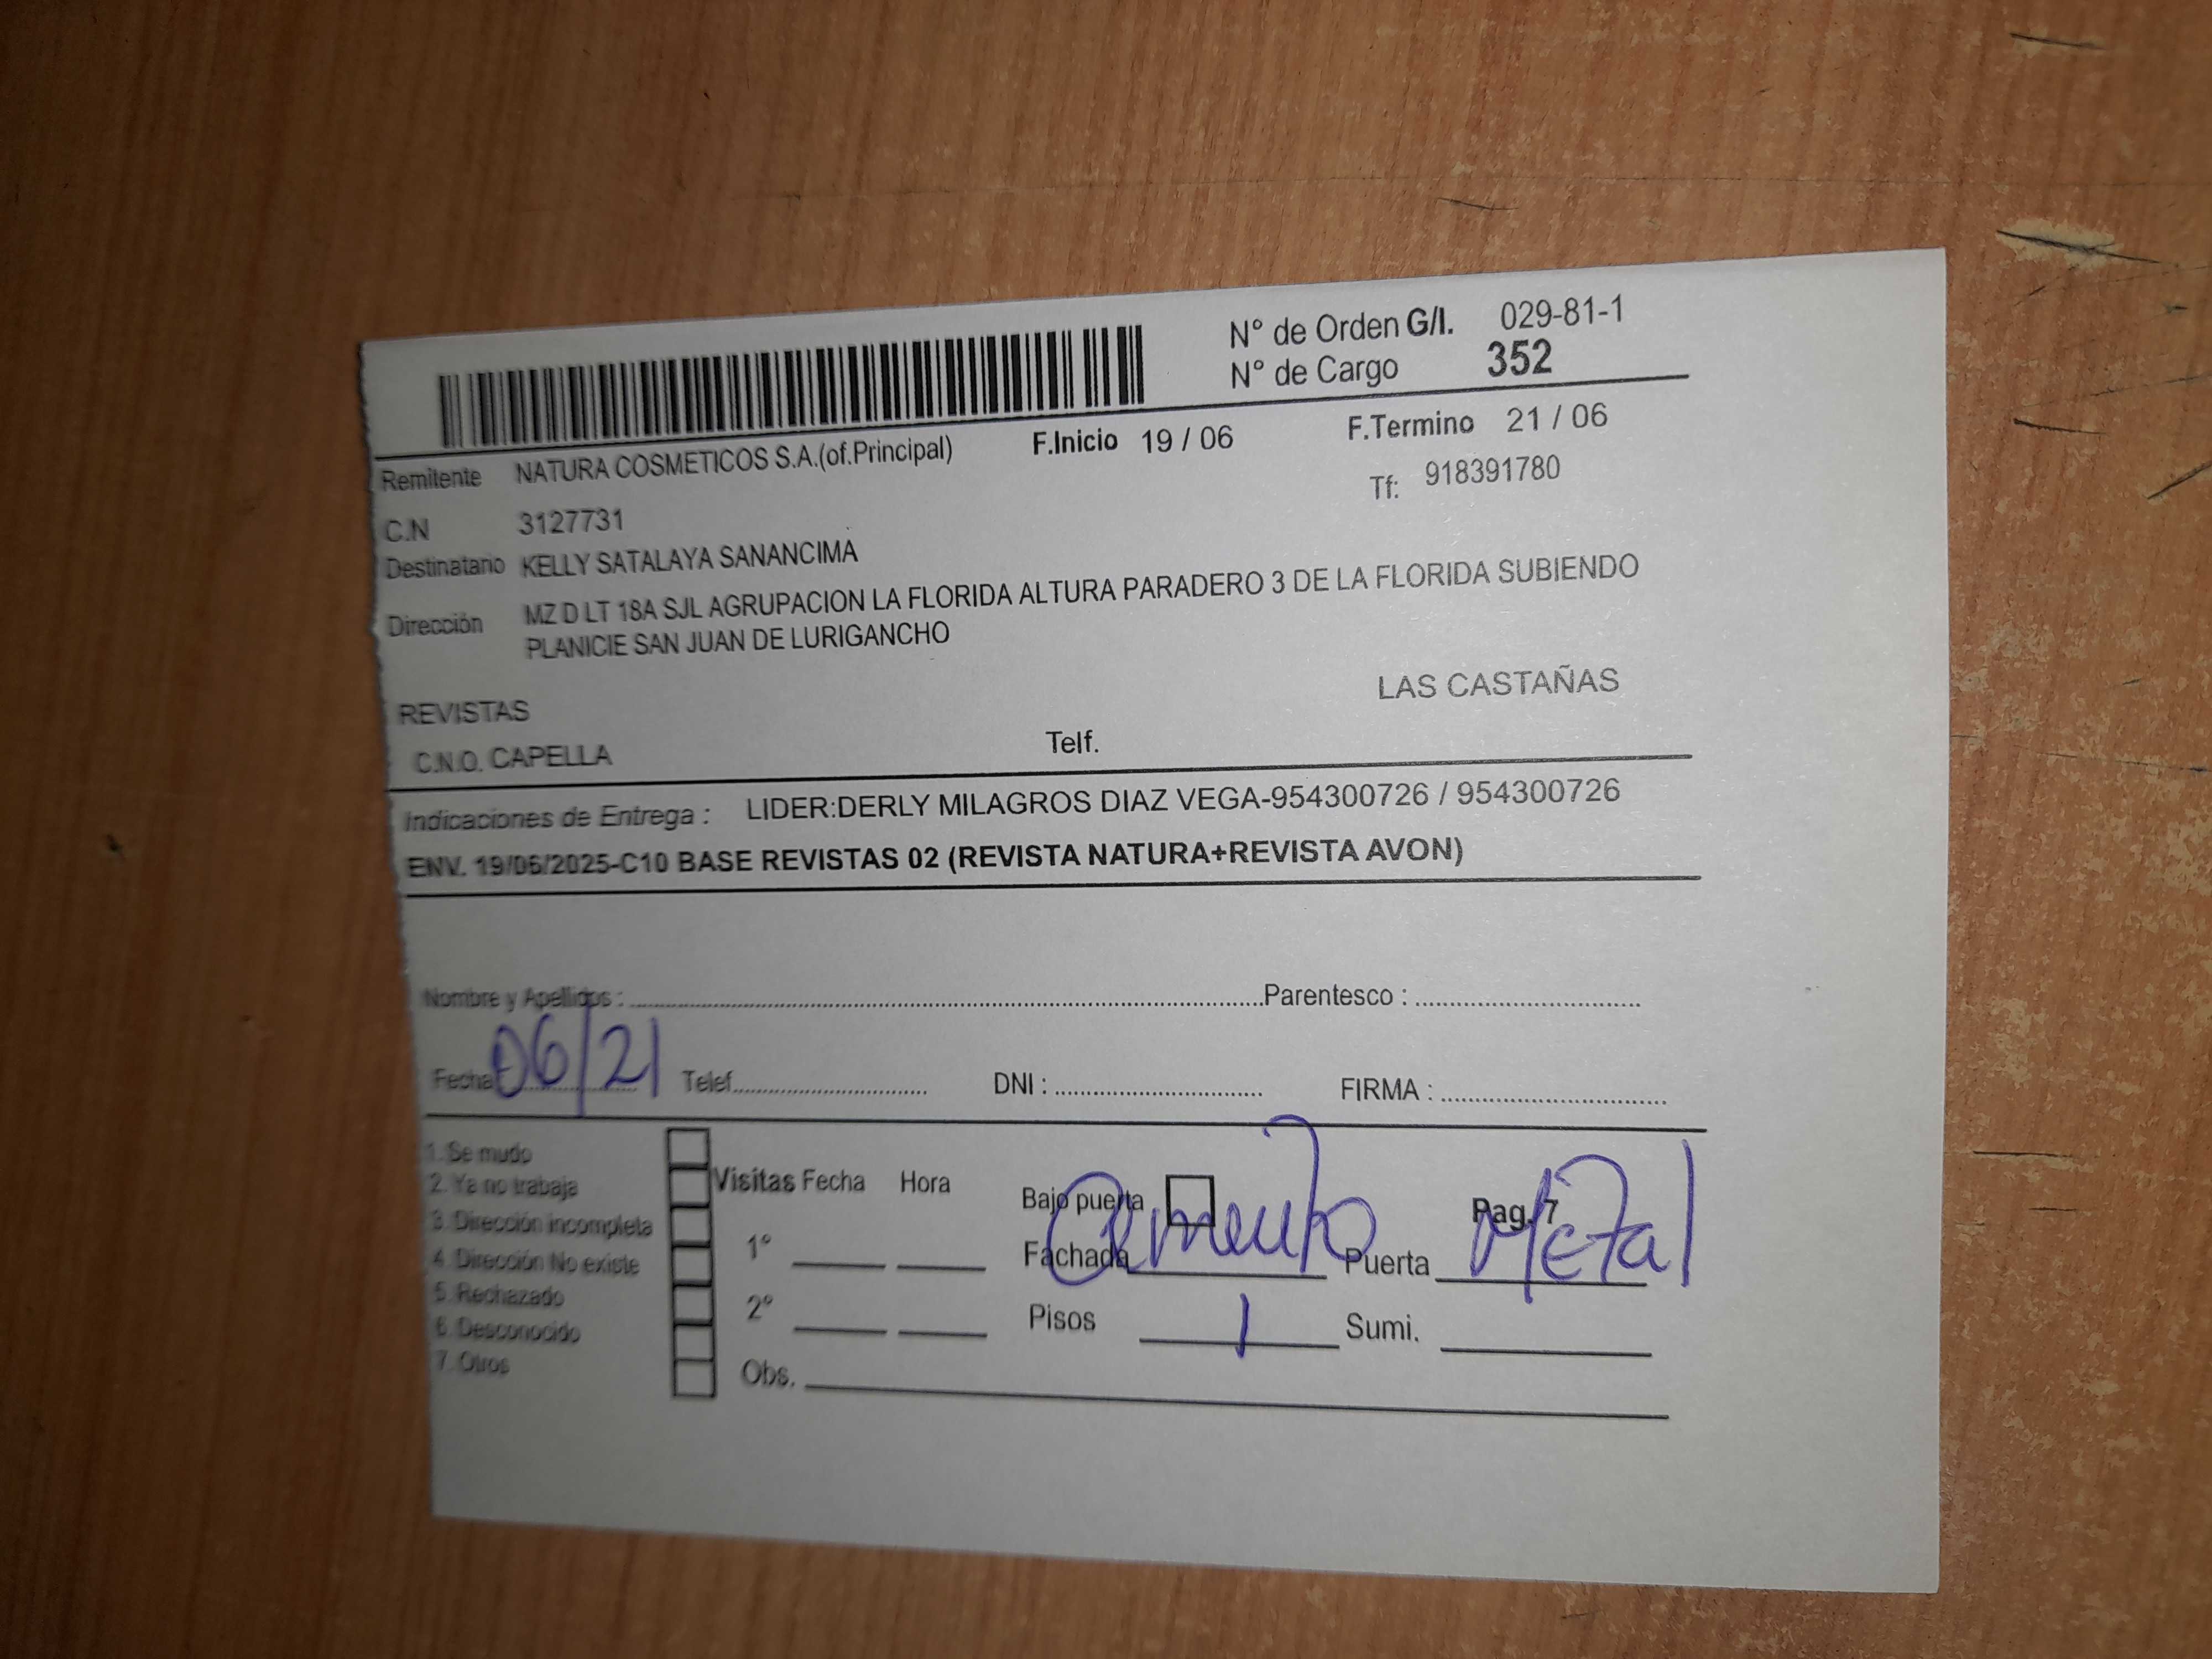 N° de Orden G/I. 029-81-1
N° de Cargo 352
F.Inicio 19 / 06 F.Termino 21 / 06
Remitente NATURA COSMETICOS S.A.(of.Principal)
Tf: 918391780
C.N 3127731
Destinatario KELLY SATALAYA SANANCIMA
Dirección MZ D LT 18A SJL AGRUPACION LA FLORIDA ALTURA PARADERO 3 DE LA FLORIDA SUBIENDO
PLANICIE SAN JUAN DE LURIGANCHO
LAS CASTAÑAS
REVISTAS
C.N.O. CAPELLA Telf.
Indicaciones de Entrega : LIDER:DERLY MILAGROS DIAZ VEGA-954300726 / 954300726
ENV. 19/06/2025-C10 BASE REVISTAS 02 (REVISTA NATURA+REVISTA AVON)
Nombre y Apellidos : Parentesco :
Fecha 06/21 Telef. DNI : FIRMA :
1. Se mudo
2. Ya no trabaja
3. Dirección incompleta
4. Dirección No existe
5. Rechazado
6. Desconocido
7. Otros
Visitas Fecha Hora
1°
2°
Obs.
Bajo puerta Pag. 7
Fachada Cemento Puerta Metal
Pisos 1 Sumi.